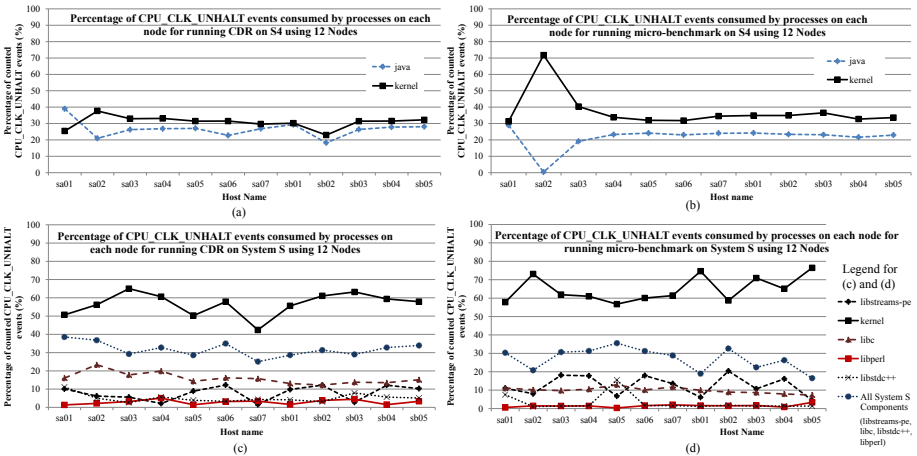 Percentage of CPU_CLK_UNHALT events consumed by processes on each
node for running CDR on S4 using 12 Nodes
Percentage of counted
CPU_CLK_UNHALT events (%)
100
90
80
70
60
50
40
30
20
10
0
java
kernel
sa01 sa02 sa03 sa04 sa05 sa06 sa07 sb01 sb02 sb03 sb04 sb05
Host Name
(a)
Percentage of CPU_CLK_UNHALT events consumed by processes on each
node for running micro-benchmark on S4 using 12 Nodes
Percentage of counted
CPU_CLK_UNHALT events (%)
100
90
80
70
60
50
40
30
20
10
0
java
kernel
sa01 sa02 sa03 sa04 sa05 sa06 sa07 sb01 sb02 sb03 sb04 sb05
Host Name
(b)
Percentage of CPU_CLK_UNHALT events consumed by processes on
each node for running CDR on System S using 12 Nodes
Percentage of counted CPU_CLK_UNHALT
events (%)
100
90
80
70
60
50
40
30
20
10
0
sa01 sa02 sa03 sa04 sa05 sa06 sa07 sb01 sb02 sb03 sb04 sb05
Host name
(c)
Percentage of CPU_CLK_UNHALT events consumed by processes on each node for
running micro-benchmark on System S using 12 Nodes
Percentage of counted CPU_CLK_UNHALT
events (%)
100
90
80
70
60
50
40
30
20
10
0
sa01 sa02 sa03 sa04 sa05 sa06 sa07 sb01 sb02 sb03 sb04 sb05
Host name
(d)
Legend for
(c) and (d)
libstreams-pe
kernel
libc
libperl
libstdc++
All System S
Components
(libstreams-pe,
libc, libstdc++,
libperl)